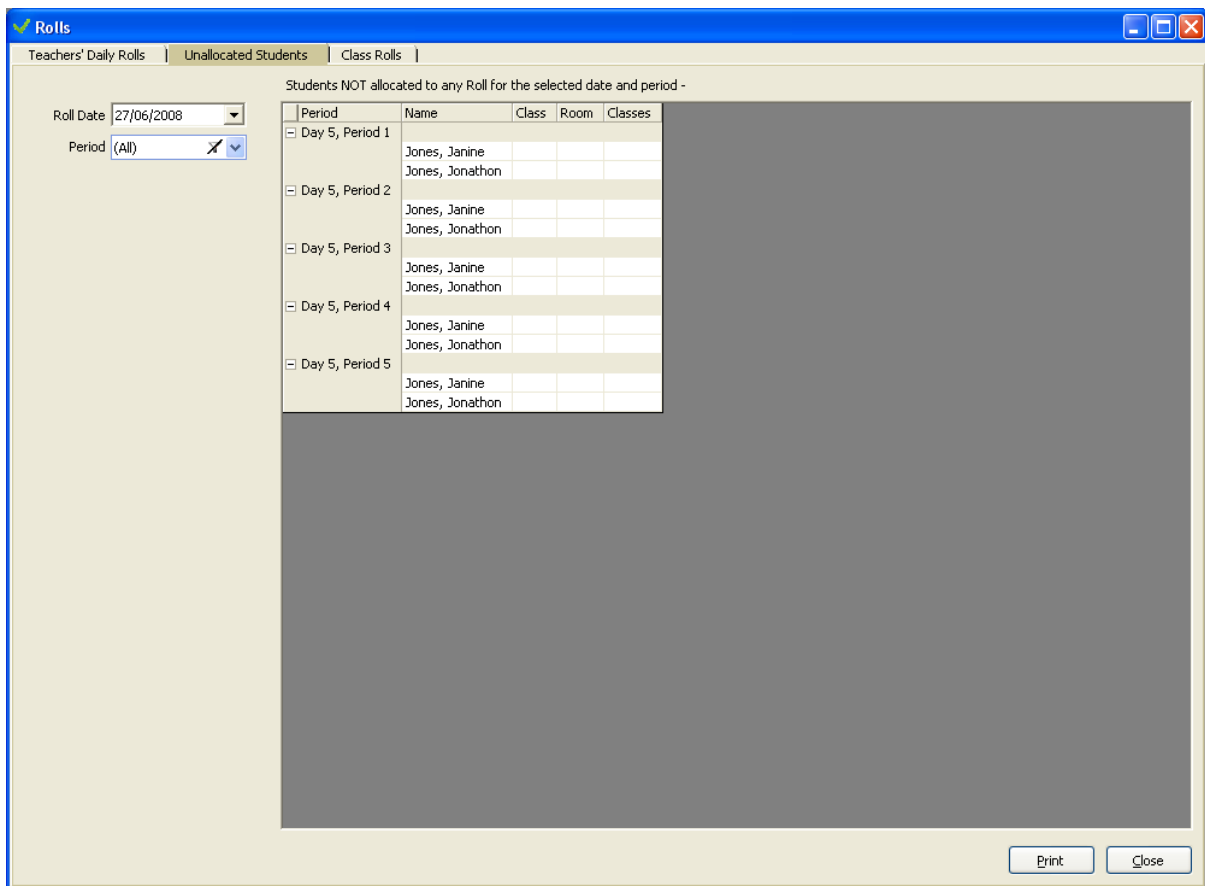 Rolls
Teachers' Daily Rolls Unallocated Students Class Rolls
Students NOT allocated to any Roll for the selected date and period -
Roll Date 27/06/2008
Period (All)
Period Name Class Room Classes
Day 5, Period 1
Jones, Janine
Jones, Jonathon
Day 5, Period 2
Jones, Janine
Jones, Jonathon
Day 5, Period 3
Jones, Janine
Jones, Jonathon
Day 5, Period 4
Jones, Janine
Jones, Jonathon
Day 5, Period 5
Jones, Janine
Jones, Jonathon
Print Close